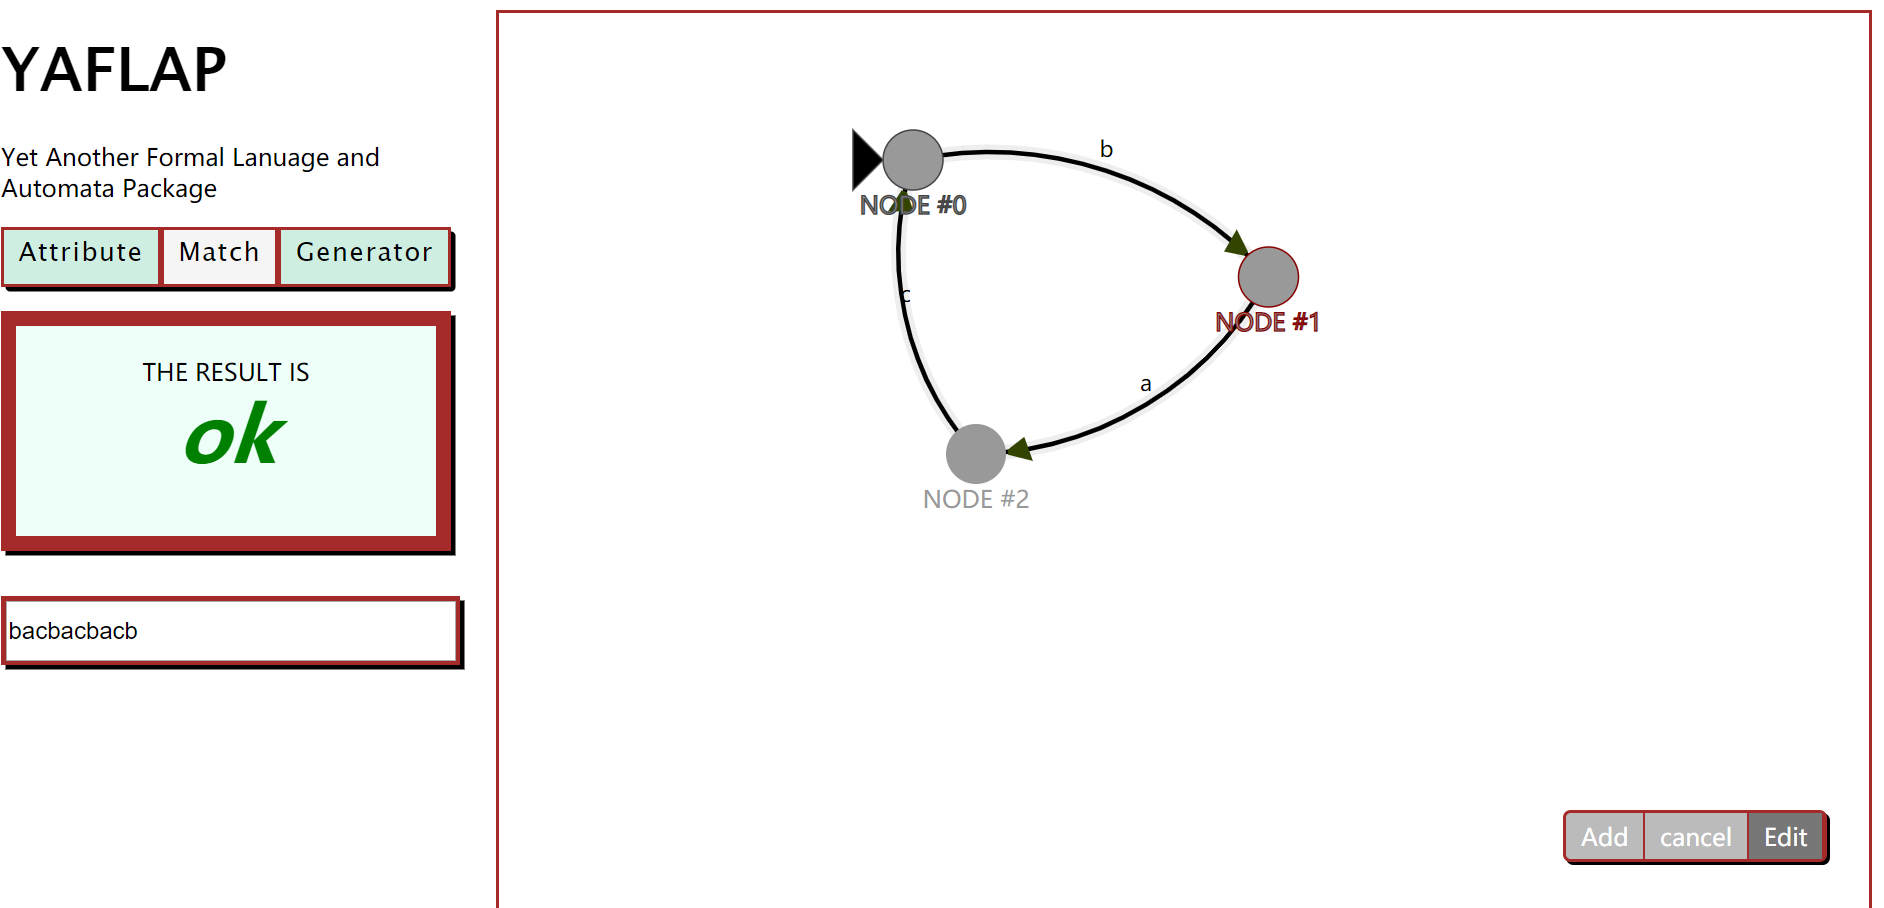 YAFLAP
Yet Another Formal Lanuage and
Automata Package
Attribute Match Generator
THE RESULT IS
ok
bacbacbacb
b
NODE #0
c
NODE #1
a
NODE #2
Add cancel Edit